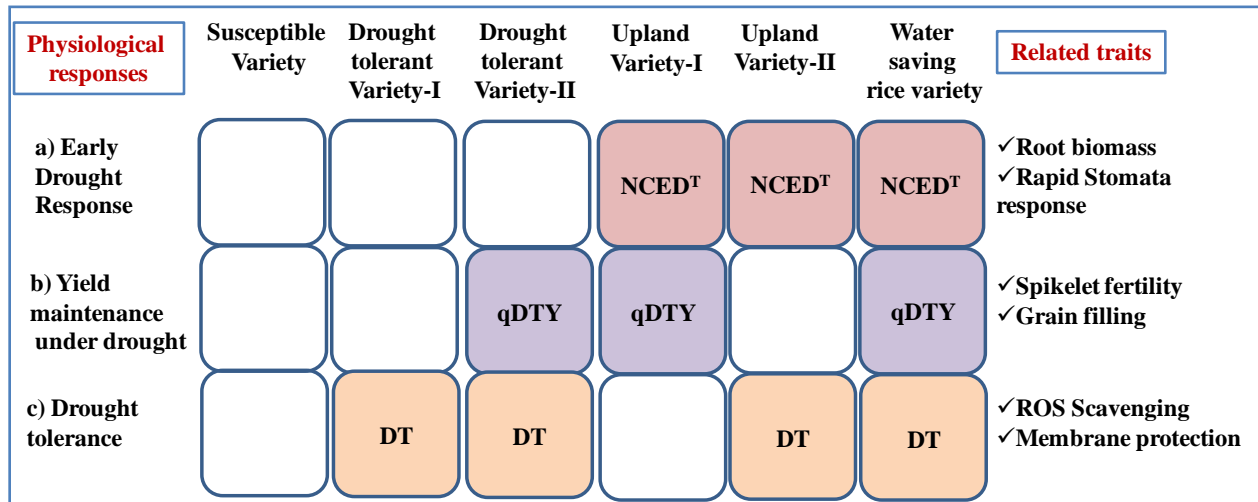 Physiological
responses
Susceptible
Variety
Drought
tolerant
Variety-I
Drought
tolerant
Variety-II
Upland
Variety-I
Upland
Variety-II
Water
saving
rice variety
Related traits
a) Early
Drought
Response
NCEDᵀ
NCEDᵀ
NCEDᵀ
✓Root biomass
✓Rapid Stomata
response
b) Yield
maintenance
under drought
qDTY
qDTY
qDTY
✓Spikelet fertility
✓Grain filling
c) Drought
tolerance
DT
DT
DT
DT
✓ROS Scavenging
✓Membrane protection